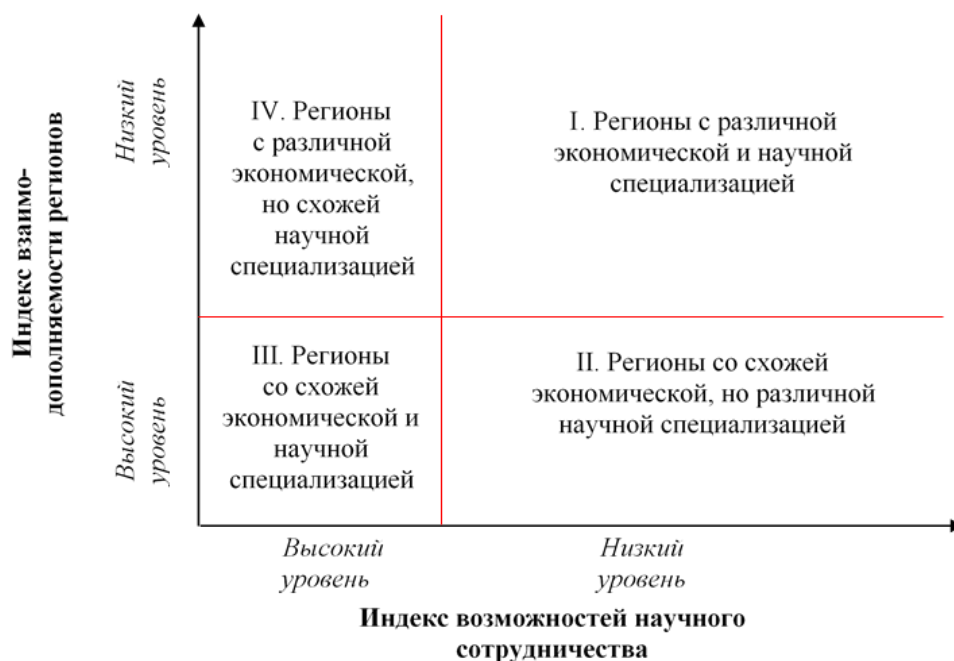 Индекс взаимо-
дополняемости регионов
Низкий
уровень
Высокий
уровень
IV. Регионы
с различной
экономической,
но схожей
научной
специализацией
I. Регионы с различной
экономической и научной
специализацией
III. Регионы
со схожей
экономической и
научной
специализацией
II. Регионы со схожей
экономической, но различной
научной специализацией
Высокий
уровень
Низкий
уровень
Индекс возможностей научного
сотрудничества